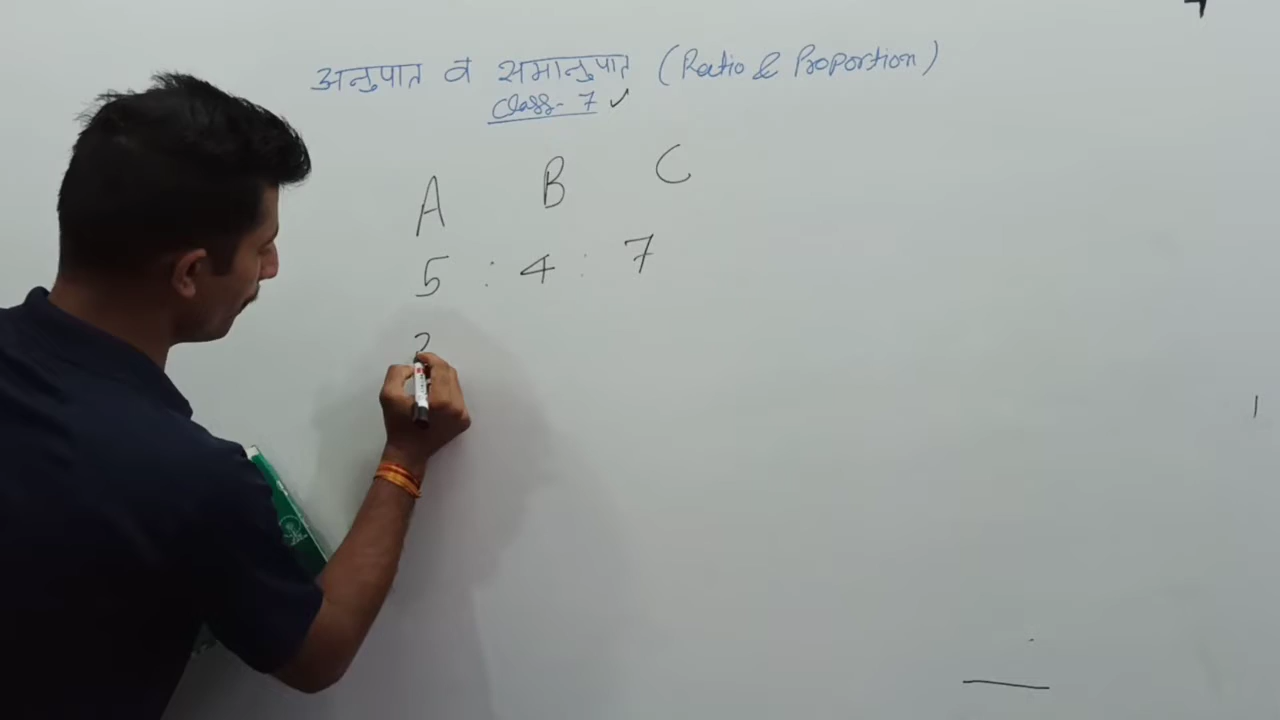 अनुपात व समानुपात (Ratio & Proportion)
Class- 7 ✓
A B C
5 : 4 : 7